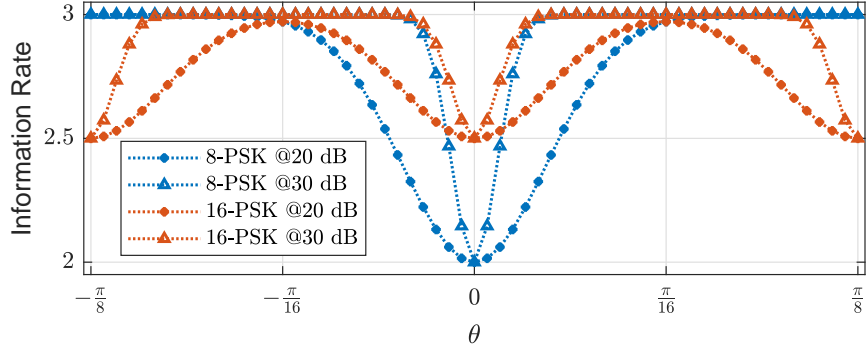 3
2.5
2
Information Rate
8-PSK @20 dB
8-PSK @30 dB
16-PSK @20 dB
16-PSK @30 dB
−π/8
−π/16
0
π/16
π/8
θ